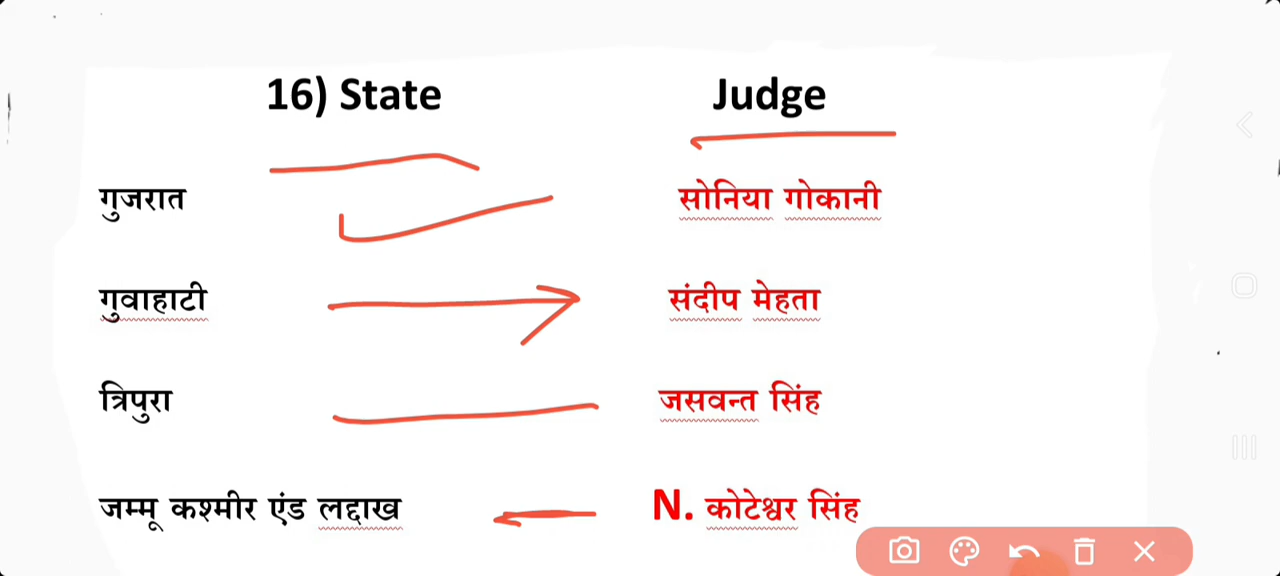 16) State Judge
गुजरात सोनिया गोकानी
गुवाहाटी संदीप मेहता
त्रिपुरा जसवन्त सिंह
जम्मू कश्मीर एंड लद्दाख N. कोटेश्वर सिंह